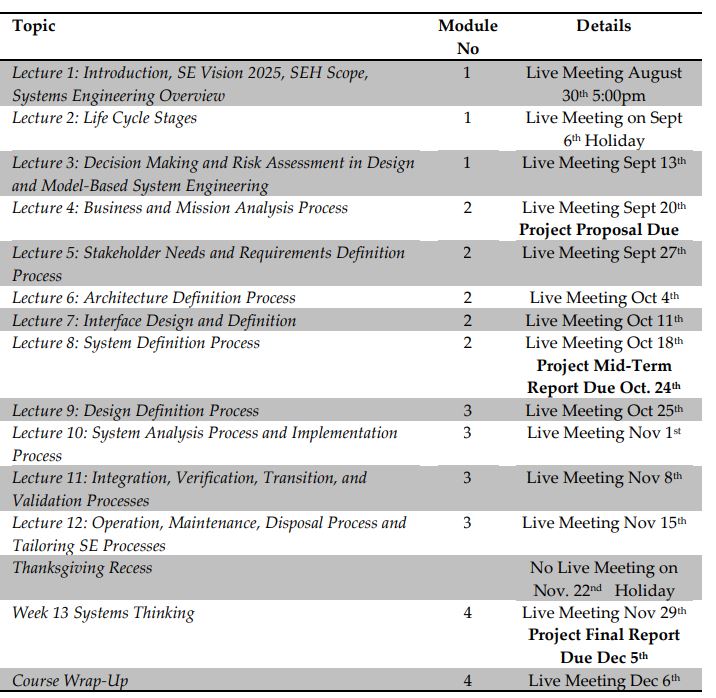 Topic Module Details
No
Lecture 1: Introduction, SE Vision 2025, SEH Scope, 1 Live Meeting August
Systems Engineering Overview 30th 5:00pm
Lecture 2: Life Cycle Stages 1 Live Meeting on Sept
6th Holiday
Lecture 3: Decision Making and Risk Assessment in Design 1 Live Meeting Sept 13th
and Model-Based System Engineering
Lecture 4: Business and Mission Analysis Process 2 Live Meeting Sept 20th
Project Proposal Due
Lecture 5: Stakeholder Needs and Requirements Definition 2 Live Meeting Sept 27th
Process
Lecture 6: Architecture Definition Process 2 Live Meeting Oct 4th
Lecture 7: Interface Design and Definition 2 Live Meeting Oct 11th
Lecture 8: System Definition Process 2 Live Meeting Oct 18th
Project Mid-Term
Report Due Oct. 24th
Lecture 9: Design Definition Process 3 Live Meeting Oct 25th
Lecture 10: System Analysis Process and Implementation 3 Live Meeting Nov 1st
Process
Lecture 11: Integration, Verification, Transition, and 3 Live Meeting Nov 8th
Validation Processes
Lecture 12: Operation, Maintenance, Disposal Process and 3 Live Meeting Nov 15th
Tailoring SE Processes
Thanksgiving Recess No Live Meeting on
Nov. 22nd Holiday
Week 13 Systems Thinking 4 Live Meeting Nov 29th
Project Final Report
Due Dec 5th
Course Wrap-Up 4 Live Meeting Dec 6th